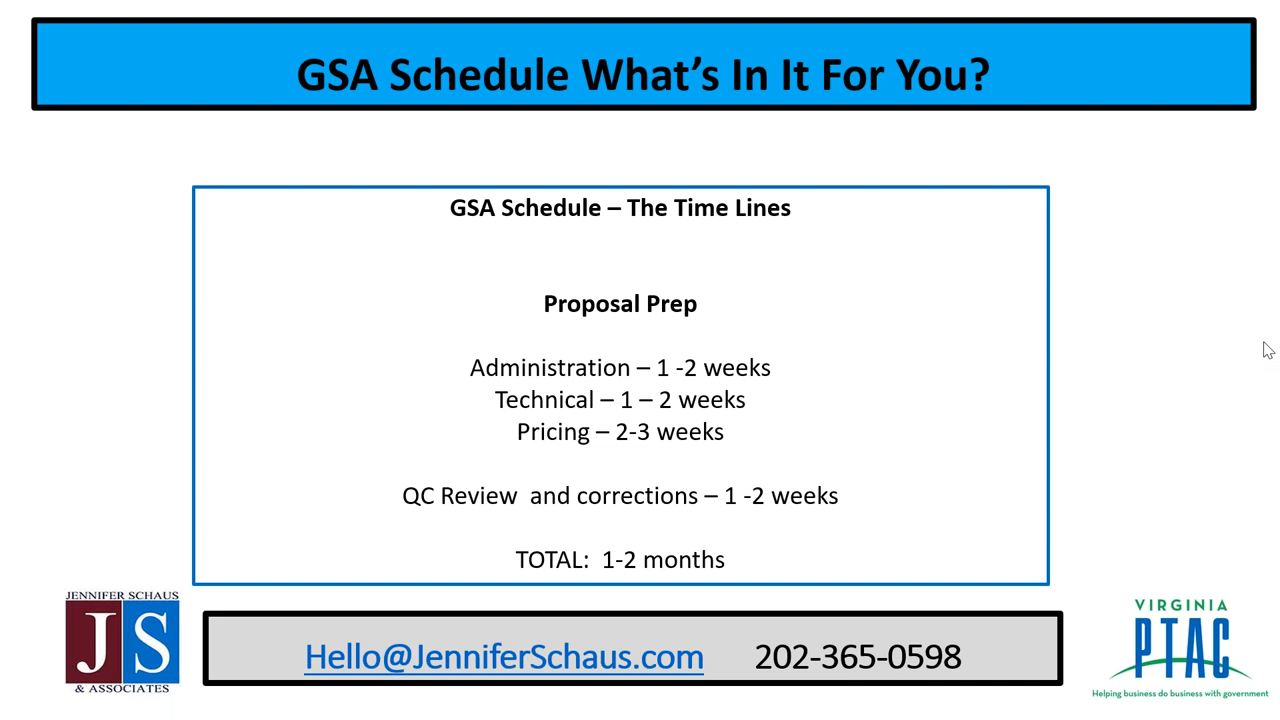 GSA Schedule What’s In It For You?
GSA Schedule – The Time Lines
Proposal Prep
Administration – 1 -2 weeks
Technical – 1 – 2 weeks
Pricing – 2-3 weeks
QC Review  and corrections – 1 -2 weeks
TOTAL:  1-2 months
JENNIFER SCHAUS
JS
& ASSOCIATES
Hello@JenniferSchaus.com 202-365-0598
VIRGINIA
PTAC
Helping business do business with government